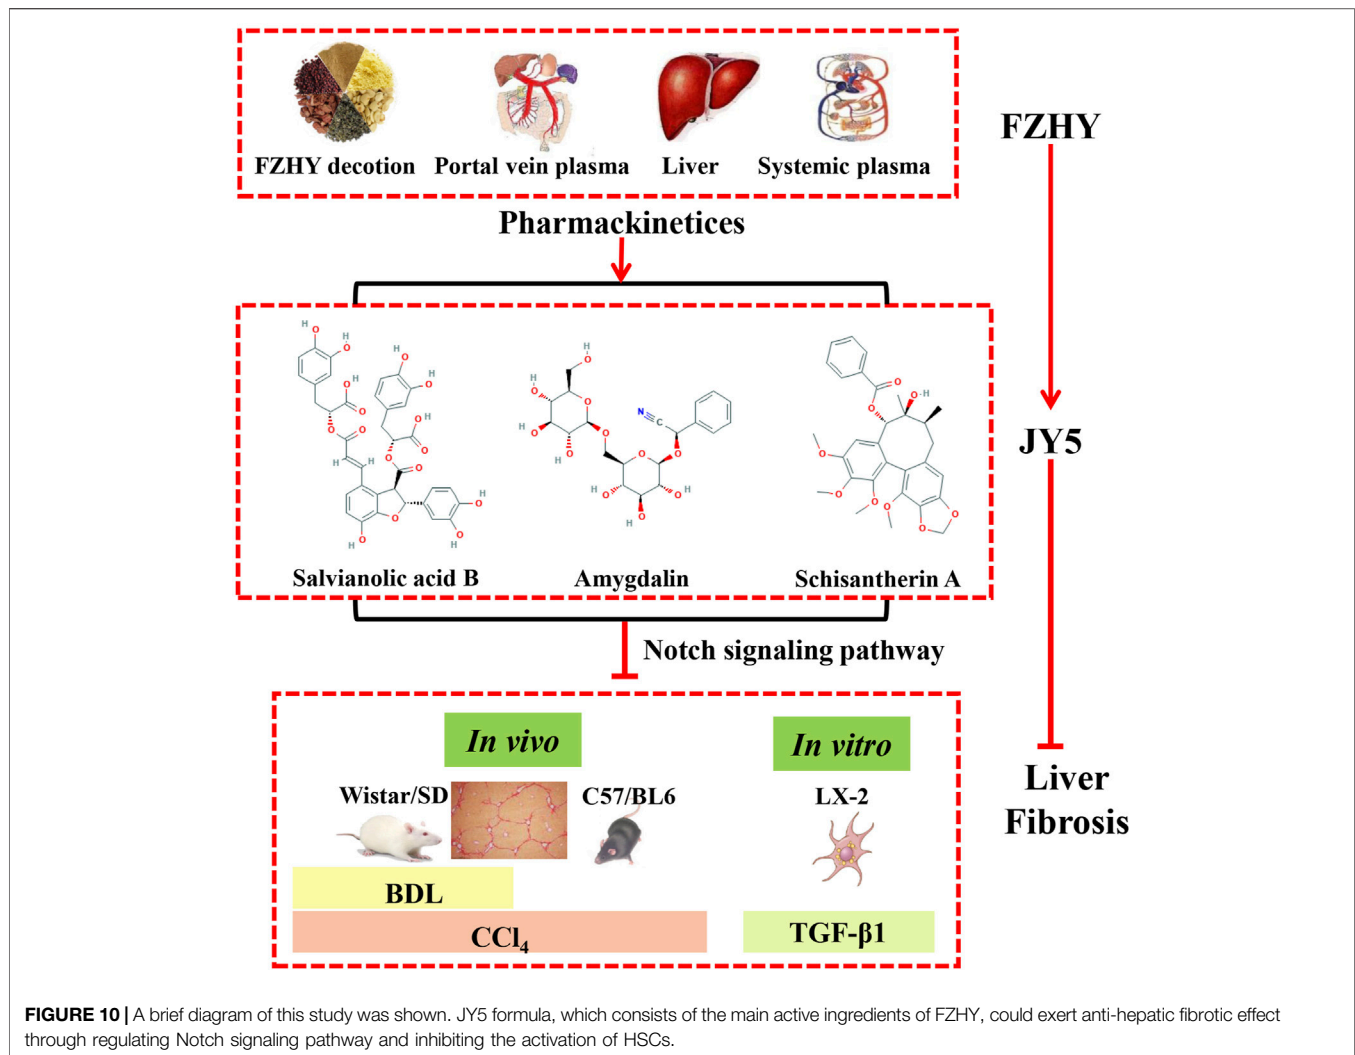 FZHY decotion Portal vein plasma Liver Systemic plasma
FZHY
Pharmackinetices
Salvianolic acid B Amygdalin Schisantherin A
JY5
Notch signaling pathway
In vivo In vitro
Wistar/SD C57/BL6 LX-2
BDL
CCl4 TGF-β1
Liver
Fibrosis
FIGURE 10 | A brief diagram of this study was shown. JY5 formula, which consists of the main active ingredients of FZHY, could exert anti-hepatic fibrotic effect
through regulating Notch signaling pathway and inhibiting the activation of HSCs.